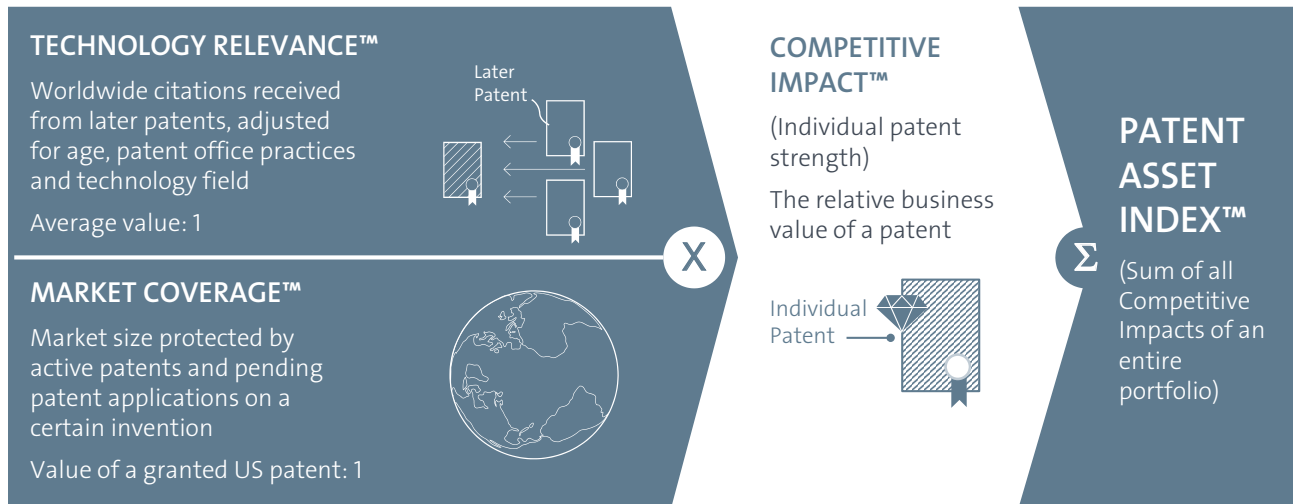 TECHNOLOGY RELEVANCE™
Worldwide citations received
from later patents, adjusted
for age, patent office practices
and technology field
Average value: 1
Later
Patent
MARKET COVERAGE™
Market size protected by
active patents and pending
patent applications on a
certain invention
Value of a granted US patent: 1
X
COMPETITIVE
IMPACT™
(Individual patent
strength)
The relative business
value of a patent
Individual
Patent
Σ
PATENT
ASSET
INDEX™
(Sum of all
Competitive
Impacts of an
entire
portfolio)